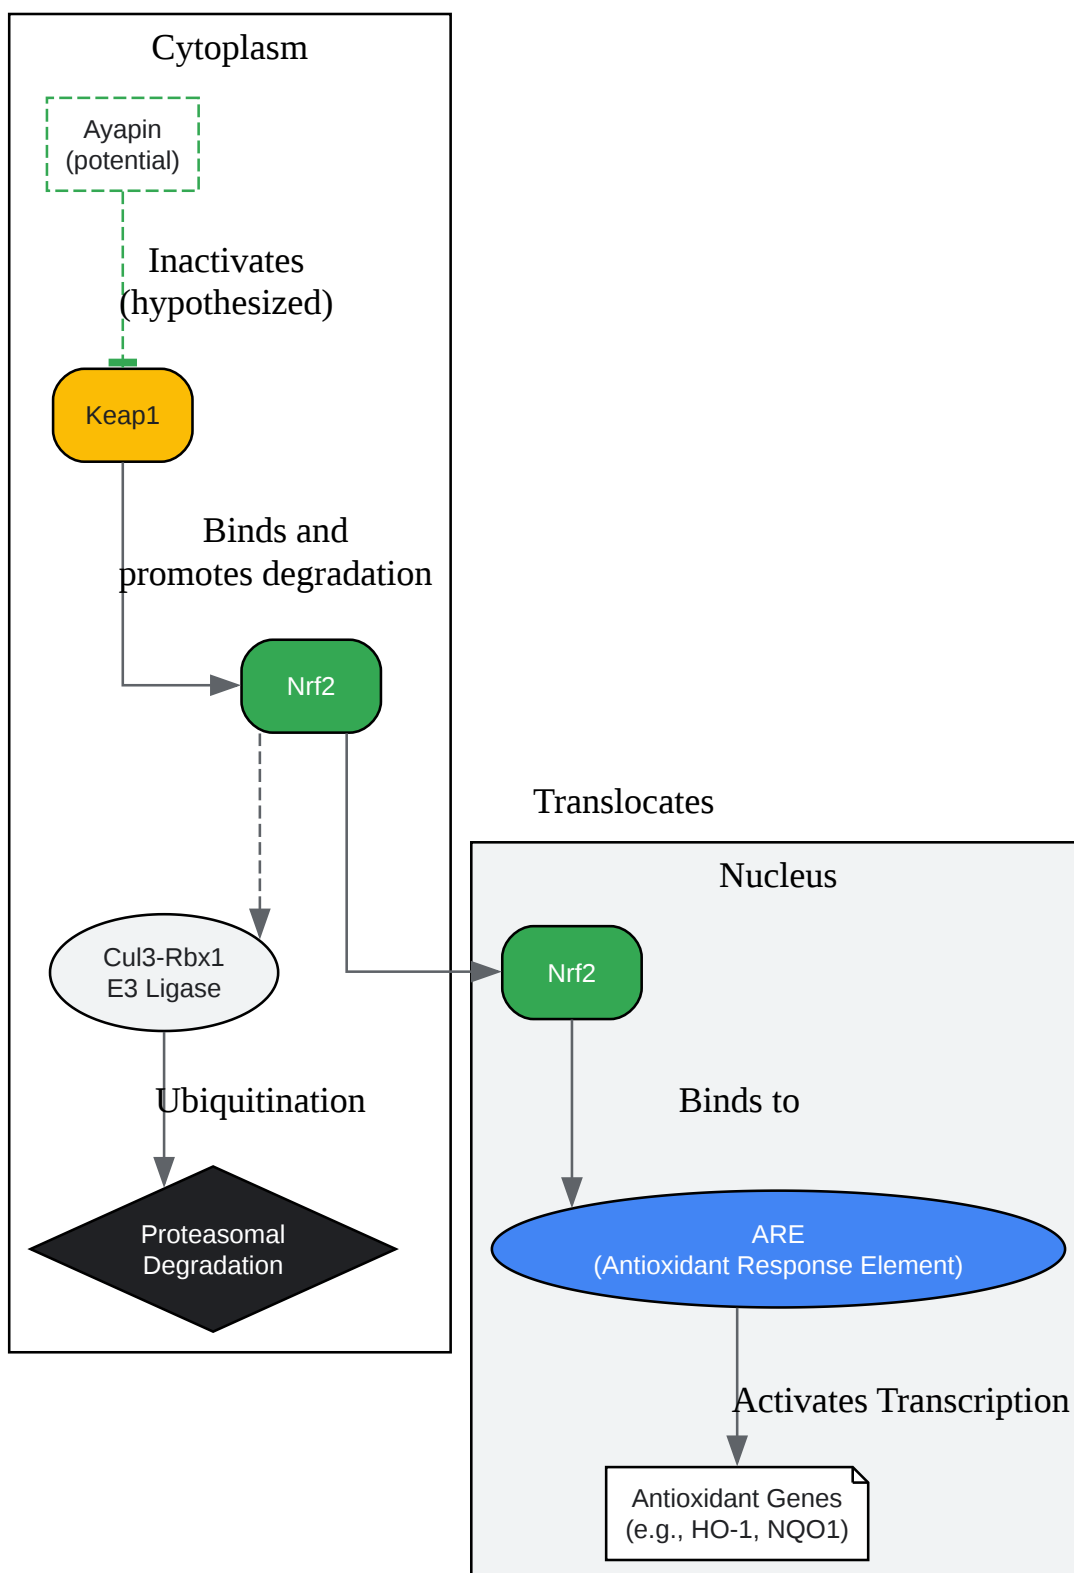 Cytoplasm
Ayapin
(potential)
Inactivates
(hypothesized)
Keap1
Binds and
promotes degradation
Nrf2
Translocates
Nucleus
Cul3-Rbx1
E3 Ligase
Nrf2
Ubiquitination
Binds to
Proteasomal
Degradation
ARE
(Antioxidant Response Element)
Activates Transcription
Antioxidant Genes
(e.g., HO-1, NQO1)